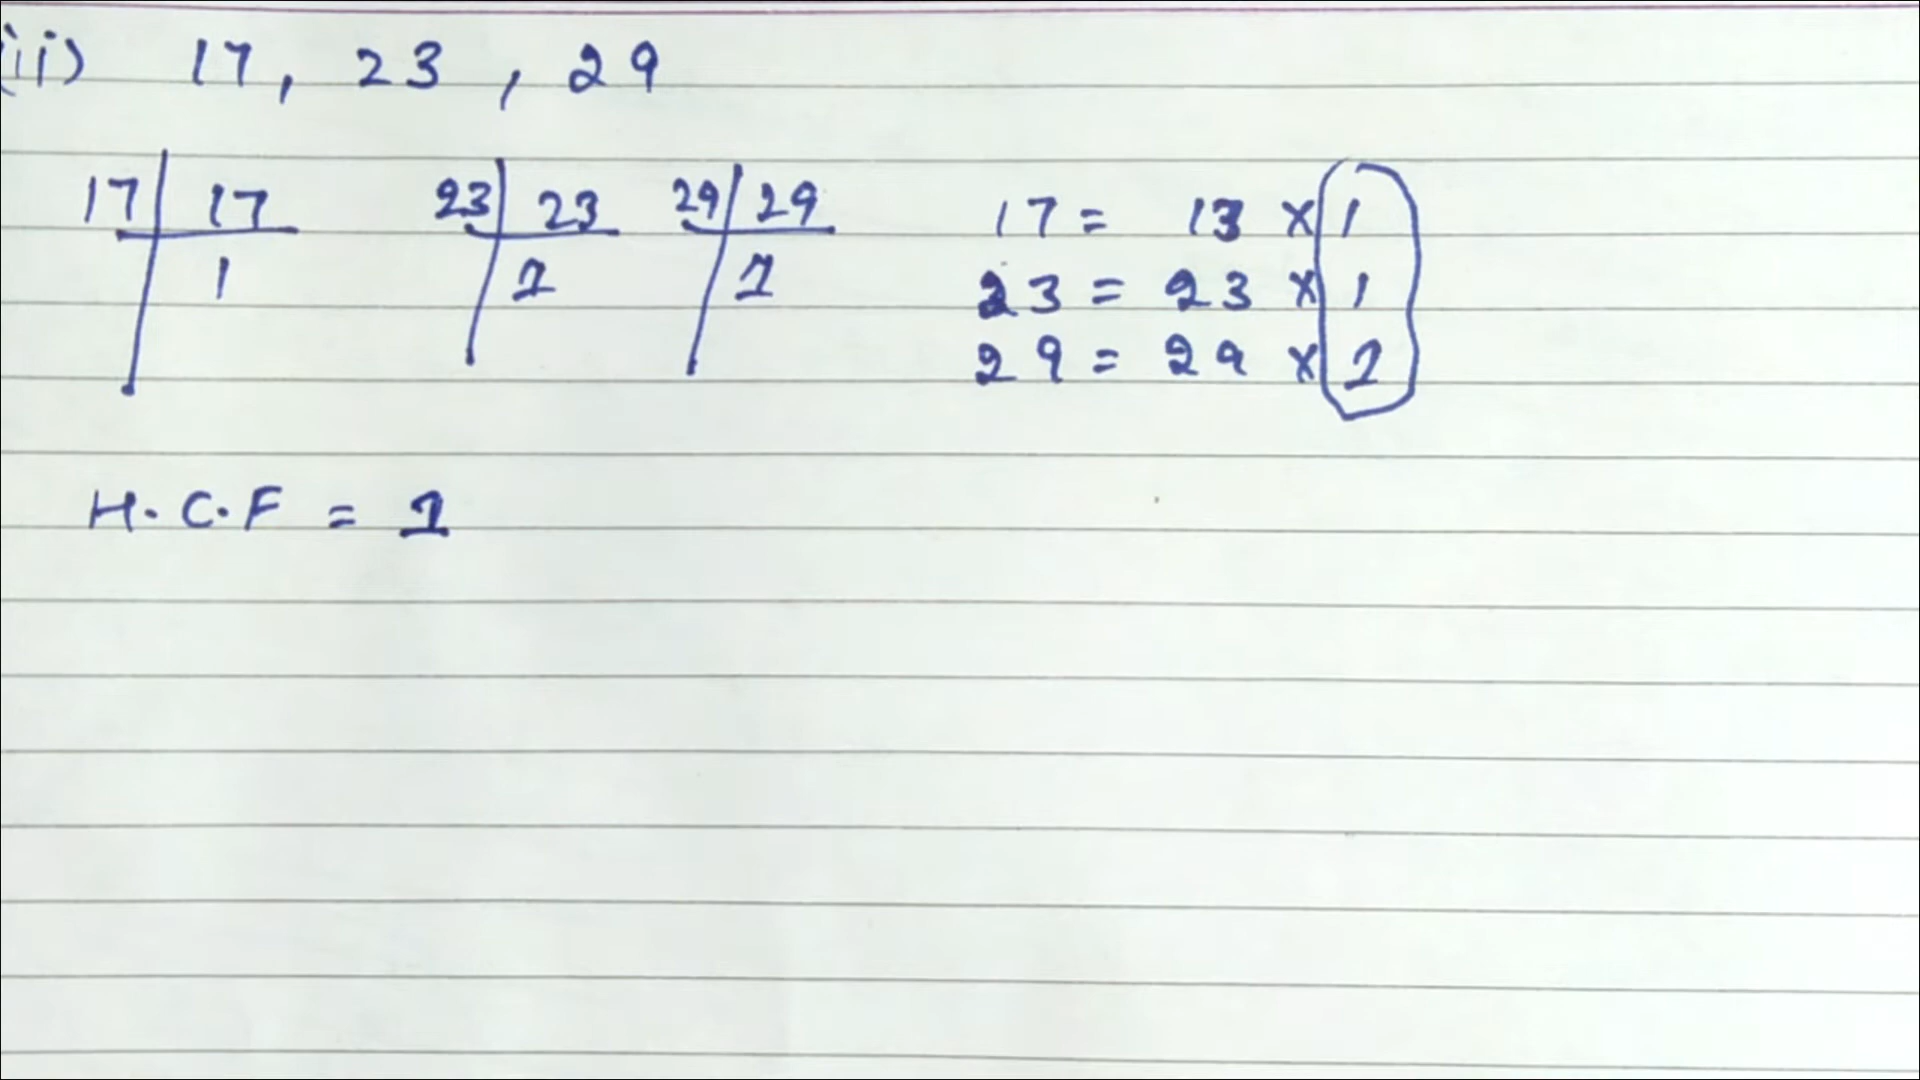 (ii) 17, 23, 29
17 | 17 23 | 23 29 | 29 17 = 13 × 1
1 1 1 23 = 23 × 1
29 = 29 × 1
H.C.F = 1